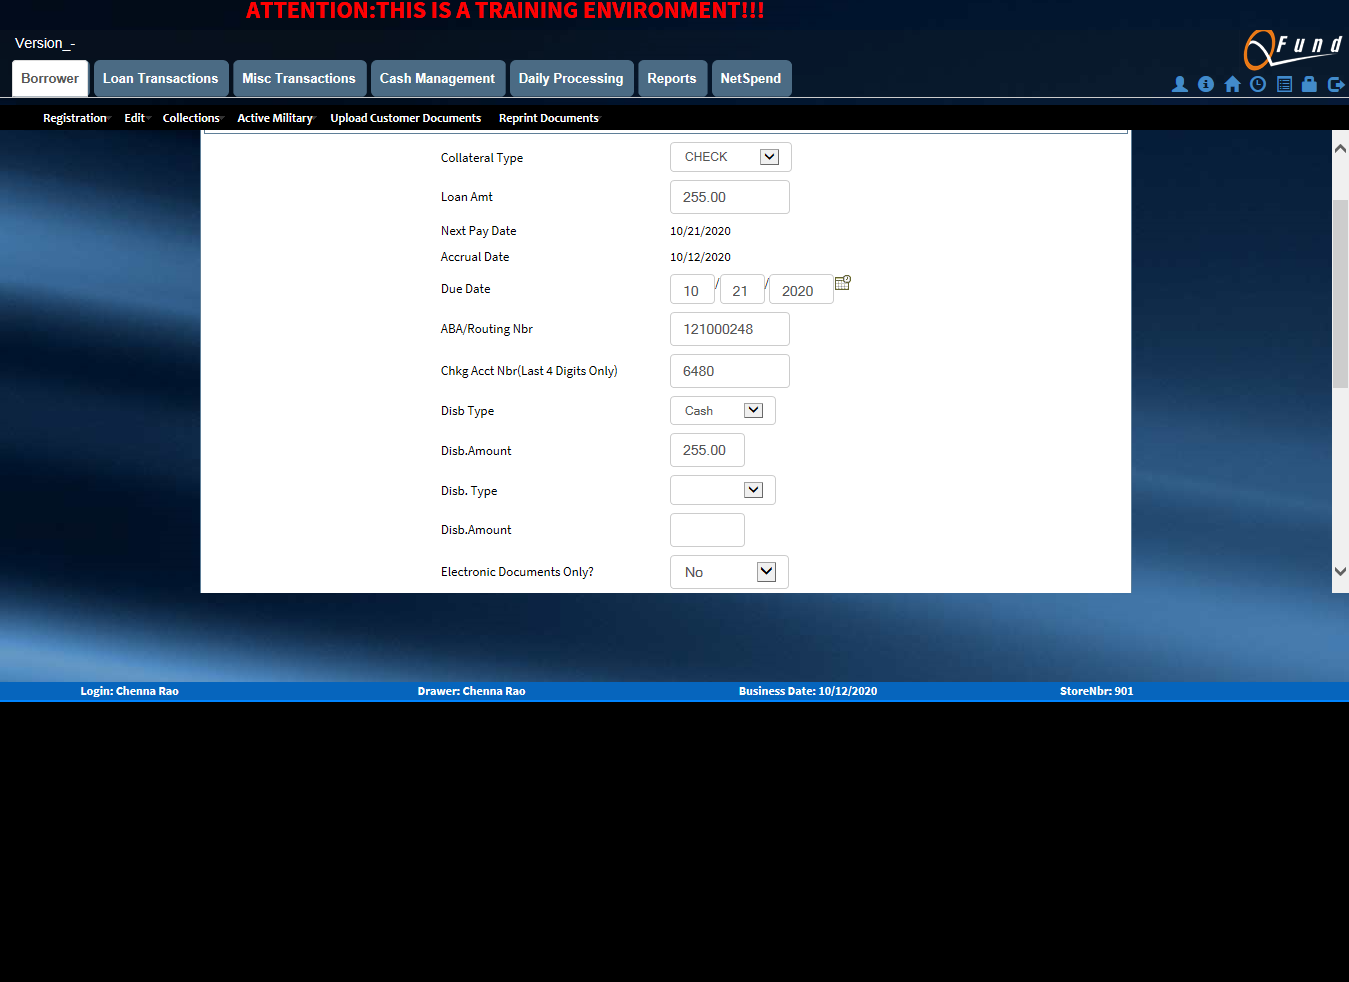 ATTENTION:THIS IS A TRAINING ENVIRONMENT!!!
Version_-
Fund
Borrower Loan Transactions Misc Transactions Cash Management Daily Processing Reports NetSpend
Registration Edit Collections Active Military Upload Customer Documents Reprint Documents
Collateral Type CHECK
Loan Amt 255.00
Next Pay Date 10/21/2020
Accrual Date 10/12/2020
Due Date 10 / 21 / 2020
ABA/Routing Nbr 121000248
Chkg Acct Nbr(Last 4 Digits Only) 6480
Disb Type Cash
Disb.Amount 255.00
Disb. Type
Disb.Amount
Electronic Documents Only? No
Login: Chenna Rao Drawer: Chenna Rao Business Date: 10/12/2020 StoreNbr: 901